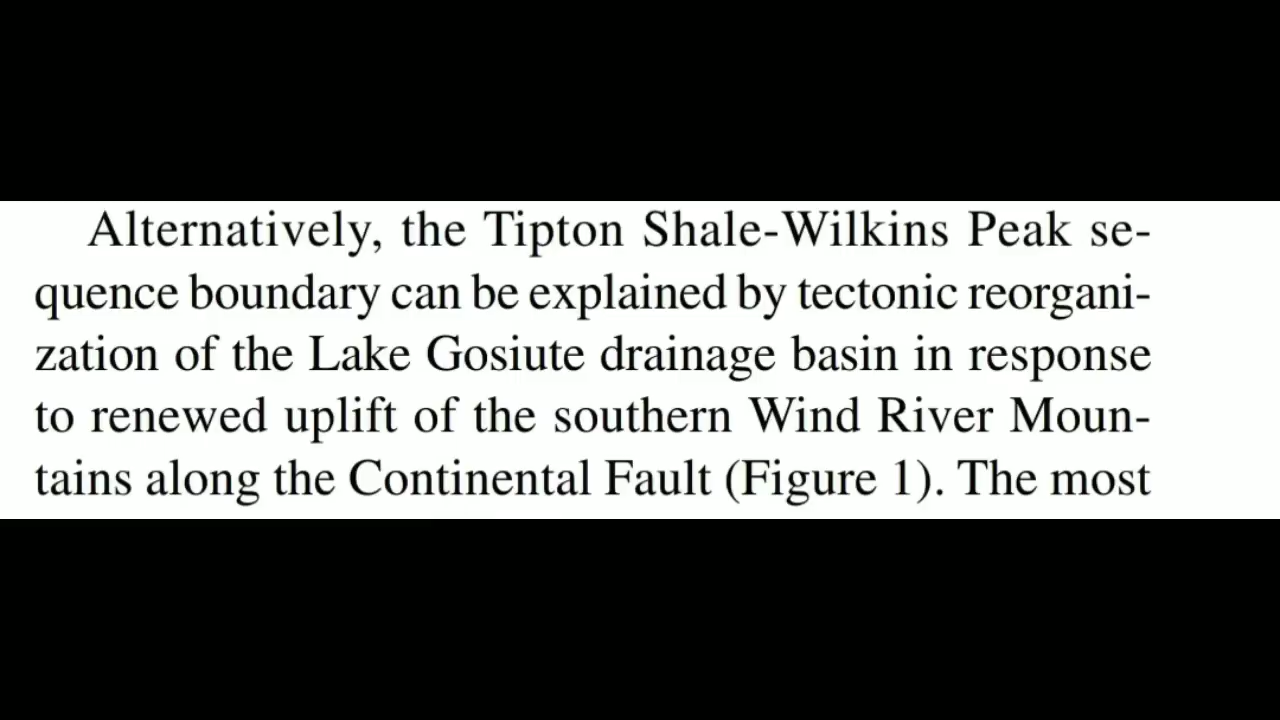 Alternatively, the Tipton Shale-Wilkins Peak se-
quence boundary can be explained by tectonic reorgani-
zation of the Lake Gosiute drainage basin in response
to renewed uplift of the southern Wind River Moun-
tains along the Continental Fault (Figure 1). The most